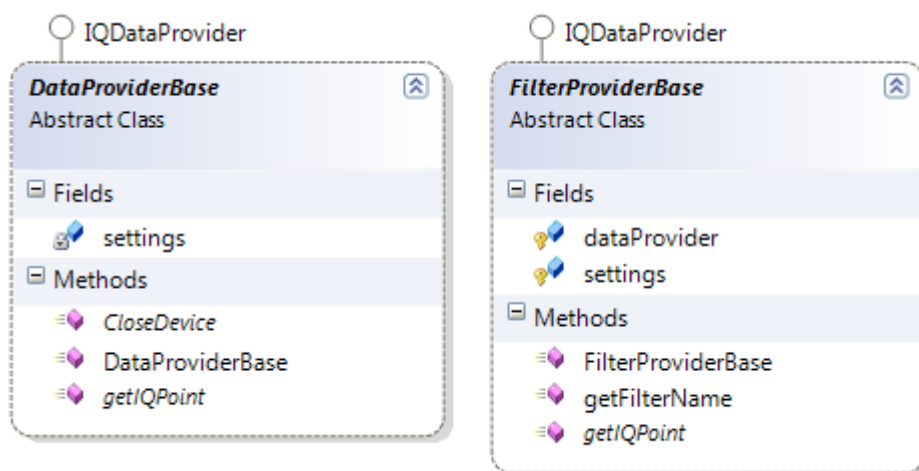 IQDataProvider
DataProviderBase
Abstract Class
Fields
settings
Methods
CloseDevice
DataProviderBase
getIQPoint
IQDataProvider
FilterProviderBase
Abstract Class
Fields
dataProvider
settings
Methods
FilterProviderBase
getFilterName
getIQPoint